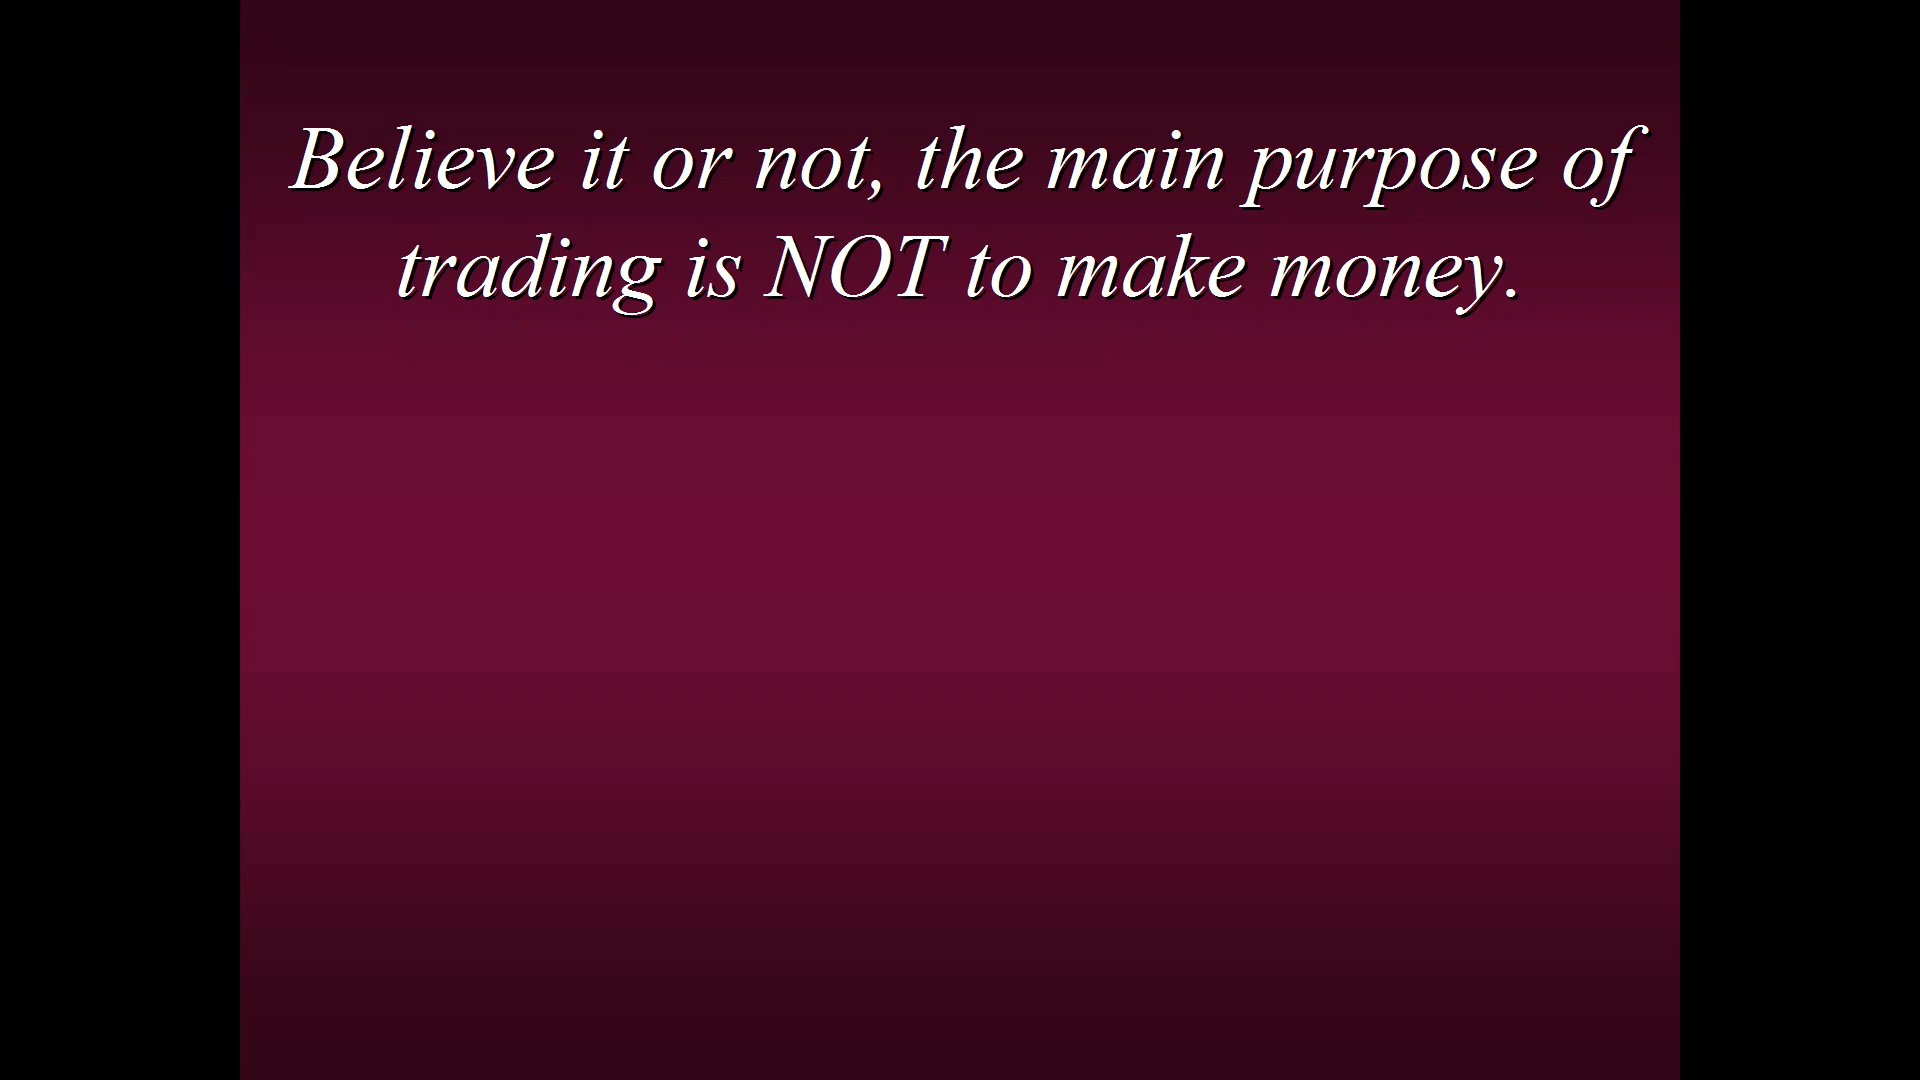 Believe it or not, the main purpose of
trading is NOT to make money.